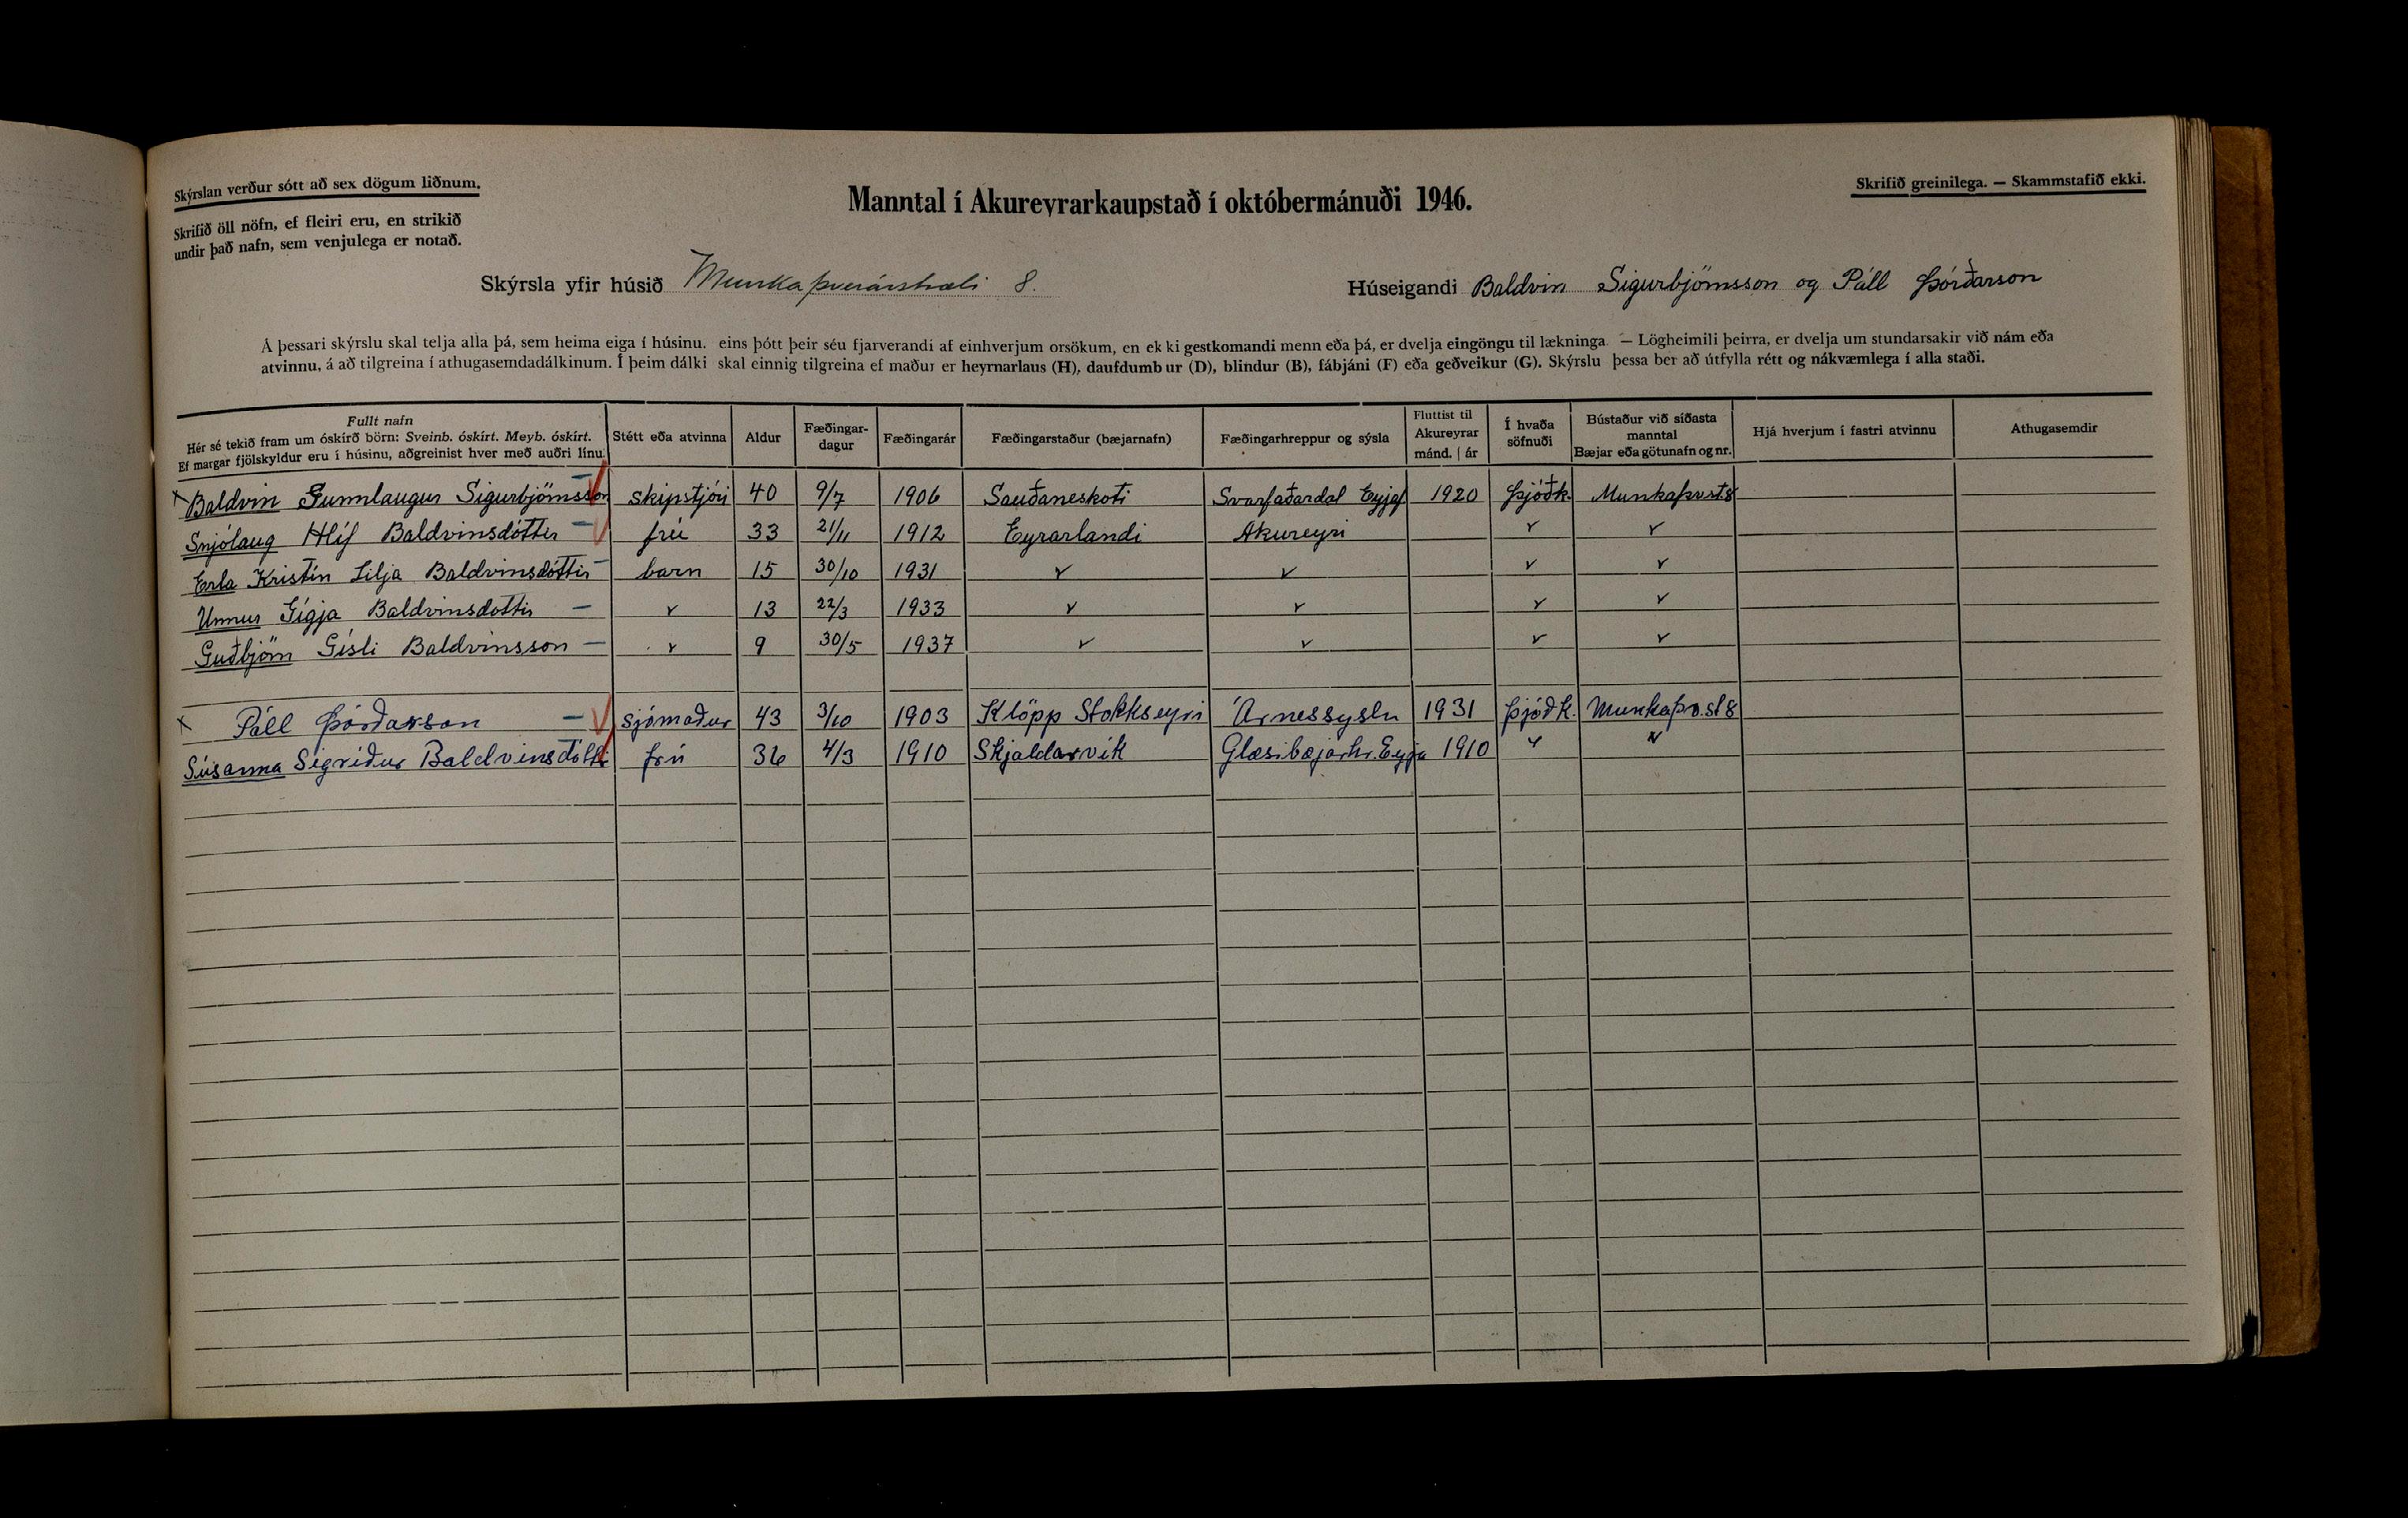 Skýrslan verður sótt að sex dögum liðnum.
Skrifið öll nöfn, ef fleiri eru, en strikið
undir það nafn, sem venjulega er notað.
Manntal í Akureyrarkaupstað í októbermánuði 1946.
Skrifið greinilega. — Skammstafið ekki.
Skýrsla yfir húsið Munkaþverárstræti 8.
Húseigandi Baldvin Sigurbjörnsson og Páll Þórðarson
Á þessari skýrslu skal telja alla þá, sem heima eiga í húsinu. eins þótt þeir séu fjarverandi af einhverjum orsökum, en ekki gestkomandi menn eða þá, er dvelja eingöngu til lækninga. — Lögheimili þeirra, er dvelja um stundarsakir við nám eða
atvinnu, á að tilgreina í athugasemdadálkinum. Í þeim dálki skal einnig tilgreina ef maður er heyrnarlaus (H), daufdumbur (D), blindur (B), fábjáni (F) eða geðveikur (G). Skýrslu þessa ber að útfylla rétt og nákvæmlega í alla staði.
Fullt nafn
Hér sé tekið fram um óskírð börn: Sveinb. óskírt. Meyb. óskírt.
Ef margar fjölskyldur eru í húsinu, aðgreinist hver með auðri línu.
Stétt eða atvinna
Aldur
Fæðingar-
dagur
Fæðingarár
Fæðingarstaður (bæjarnafn)
Fæðingarhreppur og sýsla
Fluttist til
Akureyrar
mánd. | ár
Í hvaða
söfnuði
Bústaður við síðasta
manntal
Bæjar eða götunafn og nr.
Hjá hverjum í fastri atvinnu
Athugasemdir
x Baldvin Gunnlaugur Sigurbjörnsson skipstjóri 40 9/7 1906 Sauðaneskoti Svarfaðardal Eyjaf 1920 Þjóðk. Munkaþvst8
Snjólaug Hlíf Baldvinsdóttir — frú 33 21/11 1912 Eyrarlandi Akureyri v v
Erla Kristín Lilja Baldvinsdóttir — barn 15 30/10 1931 v v v v
Unnur Gígja Baldvinsdottir — v 13 22/3 1933 v v v v
Guðbjörn Gísli Baldvinsson — v 9 30/5 1937 v v v v
x Páll Þórðarson — sjómaður 43 3/10 1903 Klöpp Stokkseyri Árnessyslu 1931 Þjóðk. Munkaþv.st 8
Súsanna Sigríður Baldvinsdóttir frú 36 4/3 1910 Skjaldarvík Glæsibæjarhr. Eyja 1910 " "